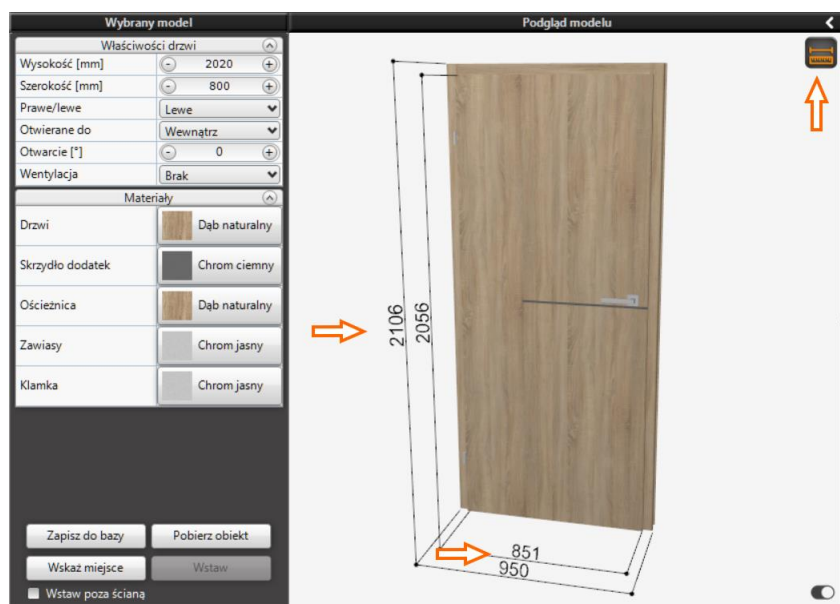 Wybrany model
Podgląd modelu
Właściwości drzwi
Wysokość [mm] - 2020 +
Szerokość [mm] - 800 +
Prawe/lewe Lewe
Otwierane do Wewnątrz
Otwarcie [°] - 0 +
Wentylacja Brak
Materiały
Drzwi Dąb naturalny
Skrzydło dodatek Chrom ciemny
Ościeżnica Dąb naturalny
Zawiasy Chrom jasny
Klamka Chrom jasny
Zapisz do bazy Pobierz obiekt
Wskaż miejsce Wstaw
Wstaw poza ścianą
2106
2056
851
950